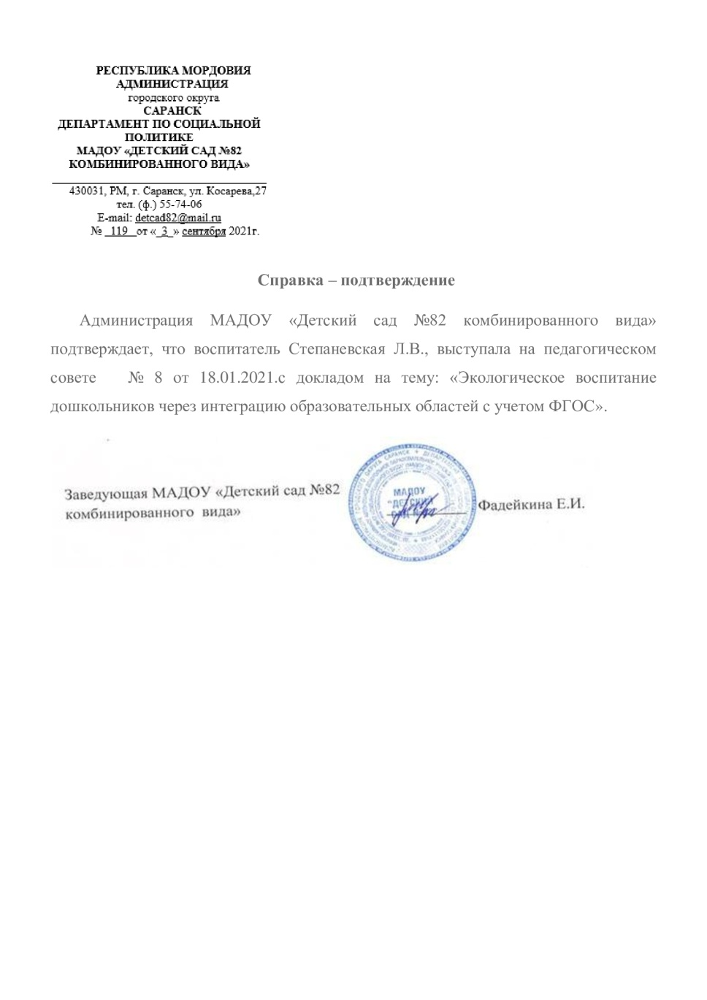 РЕСПУБЛИКА МОРДОВИЯ
АДМИНИСТРАЦИЯ
городского округа
САРАНСК
ДЕПАРТАМЕНТ ПО СОЦИАЛЬНОЙ
ПОЛИТИКЕ
МАДОУ «ДЕТСКИЙ САД №82
КОМБИНИРОВАННОГО ВИДА»
430031, РМ, г. Саранск, ул. Косарева,27
тел. (ф.) 55-74-06
E-mail: detcad82@mail.ru
№ 119 от « 3 » сентября 2021г.
Справка – подтверждение
Администрация МАДОУ «Детский сад №82 комбинированного вида»
подтверждает, что воспитатель Степаневская Л.В., выступала на педагогическом
совете № 8 от 18.01.2021.с докладом на тему: «Экологическое воспитание
дошкольников через интеграцию образовательных областей с учетом ФГОС».
Заведующая МАДОУ «Детский сад №82
комбинированного вида»
МАДОУ
"ДЕТСКИЙ
САД
Фадейкина Е.И.